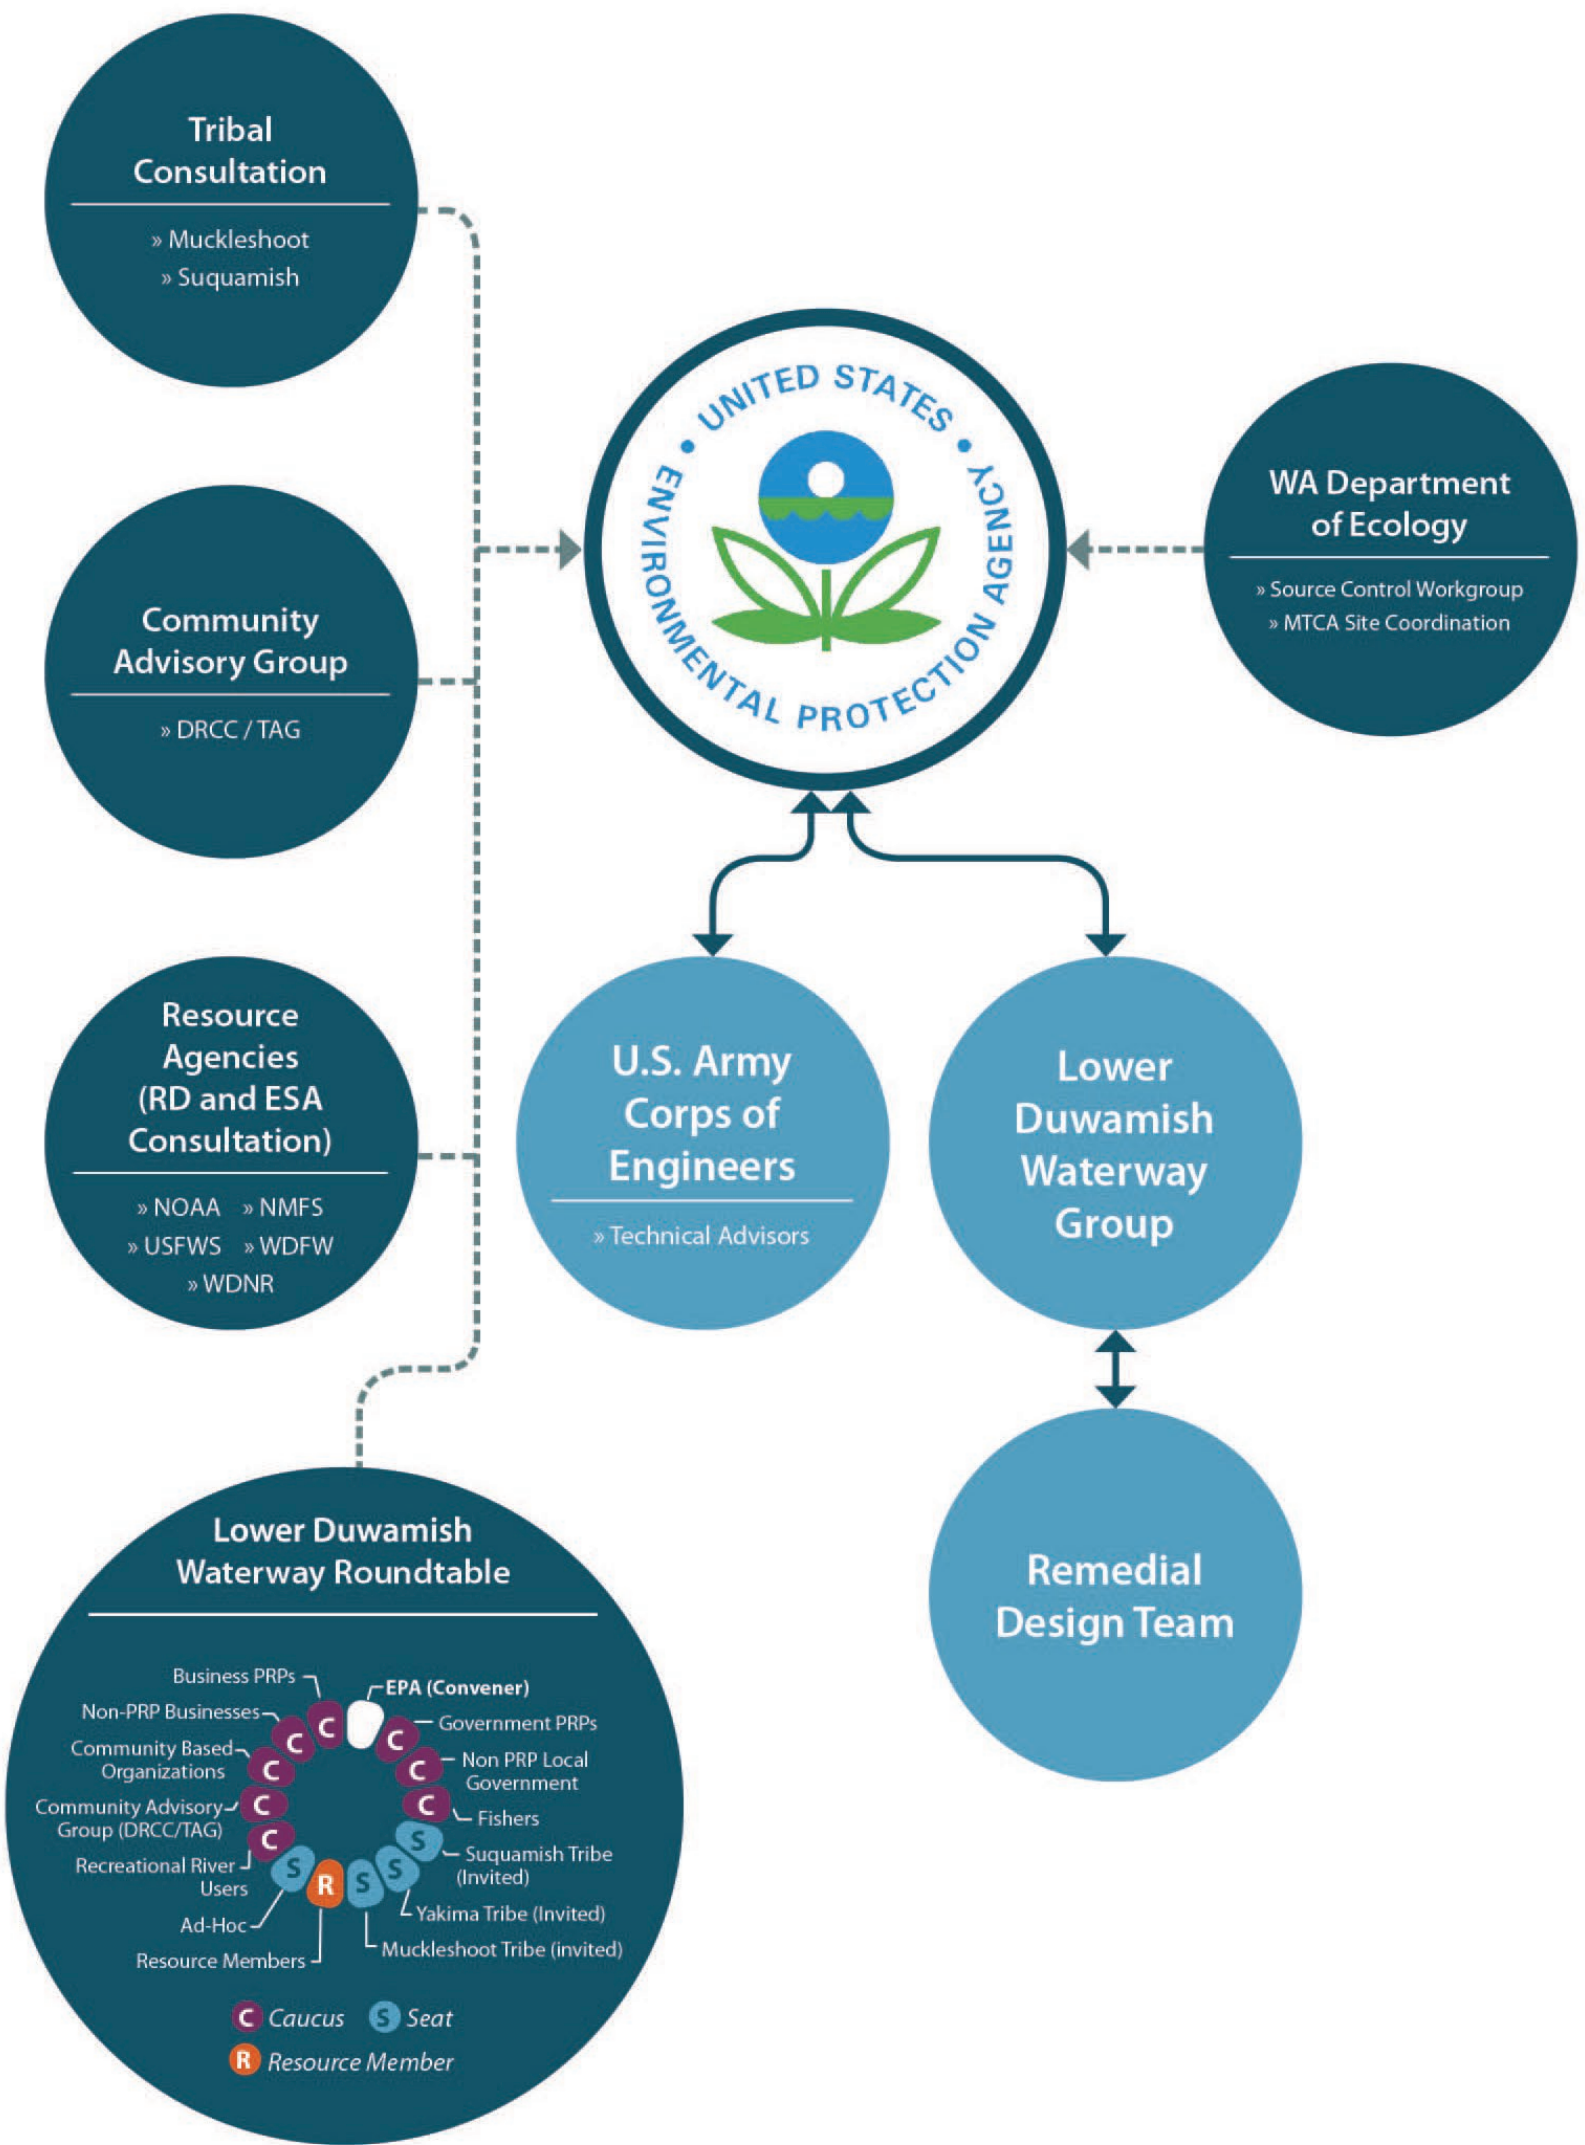 Tribal
Consultation
» Muckleshoot
» Suquamish
Community
Advisory Group
» DRCC / TAG
Resource
Agencies
(RD and ESA
Consultation)
» NOAA » NMFS
» USFWS » WDFW
» WDNR
• UNITED STATES •
ENVIRONMENTAL PROTECTION AGENCY
WA Department
of Ecology
» Source Control Workgroup
» MTCA Site Coordination
U.S. Army
Corps of
Engineers
» Technical Advisors
Lower
Duwamish
Waterway
Group
Remedial
Design Team
Lower Duwamish
Waterway Roundtable
Business PRPs
Non-PRP Businesses
Community Based
Organizations
Community Advisory
Group (DRCC/TAG)
Recreational River
Users
Ad-Hoc
Resource Members
EPA (Convener)
Government PRPs
Non PRP Local
Government
Fishers
Suquamish Tribe
(Invited)
Yakima Tribe (Invited)
Muckleshoot Tribe (invited)
C
C
C
C
C
S
R
S
S
S
C
C
C
C Caucus S Seat
R Resource Member